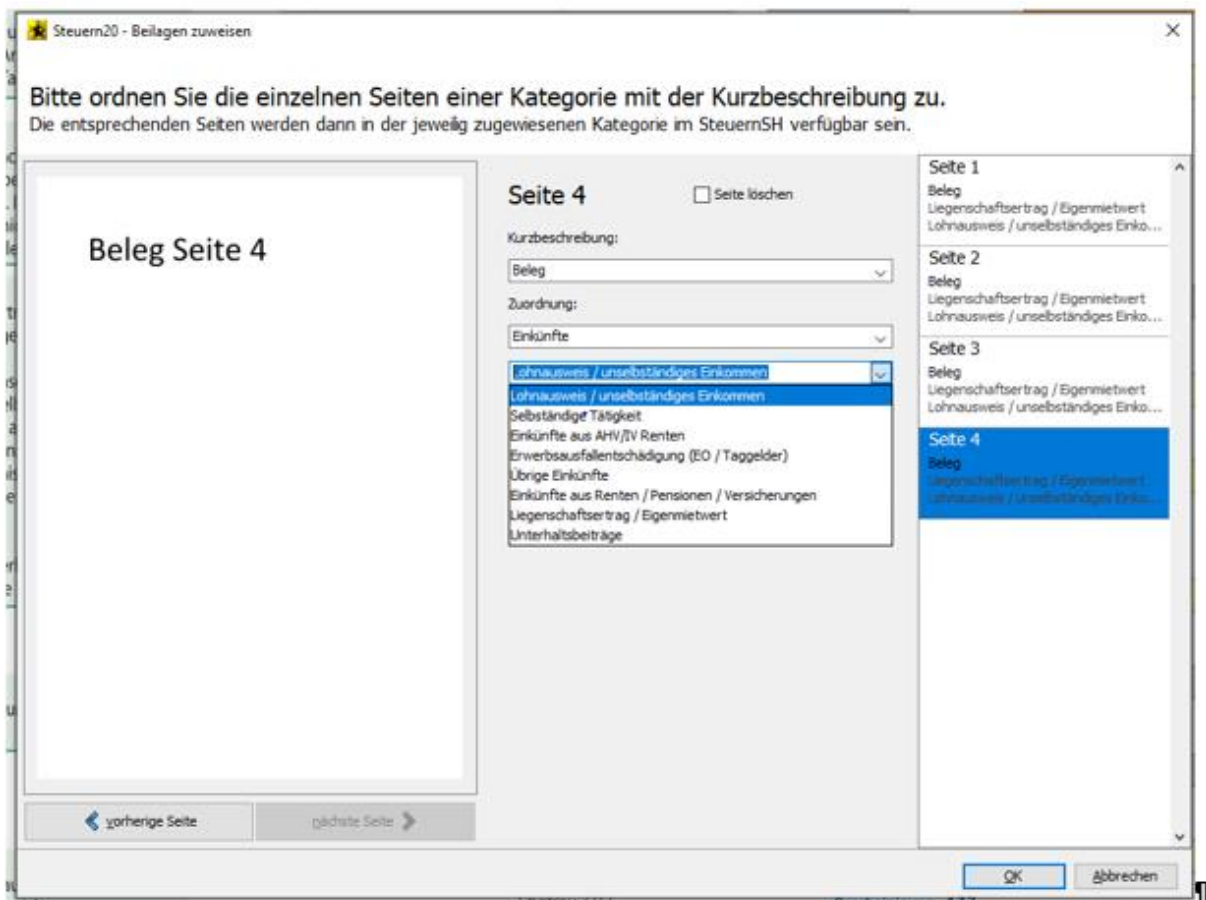 Steuern20 - Beilagen zuweisen
Bitte ordnen Sie die einzelnen Seiten einer Kategorie mit der Kurzbeschreibung zu.
Die entsprechenden Seiten werden dann in der jeweilig zugewiesenen Kategorie im SteuernSH verfügbar sein.
Beleg Seite 4
vorherige Seite
nächste Seite
Seite 4
Seite löschen
Kurzbeschreibung:
Beleg
Zuordnung:
Einkünfte
Lohnausweis / unselbständiges Einkommen
Lohnausweis / unselbständiges Einkommen
Selbständige Tätigkeit
Einkünfte aus AHV/IV Renten
Erwerbsausfallentschädigung (EO / Taggelder)
Übrige Einkünfte
Einkünfte aus Renten / Pensionen / Versicherungen
Liegenschaftsertrag / Eigenmietwert
Unterhaltsbeiträge
Seite 1
Beleg
Liegenschaftsertrag / Eigenmietwert
Lohnausweis / unselbständiges Einko...
Seite 2
Beleg
Liegenschaftsertrag / Eigenmietwert
Lohnausweis / unselbständiges Einko...
Seite 3
Beleg
Liegenschaftsertrag / Eigenmietwert
Lohnausweis / unselbständiges Einko...
Seite 4
Beleg
Liegenschaftsertrag / Eigenmietwert
Lohnausweis / unselbständiges Einko...
OK
Abbrechen